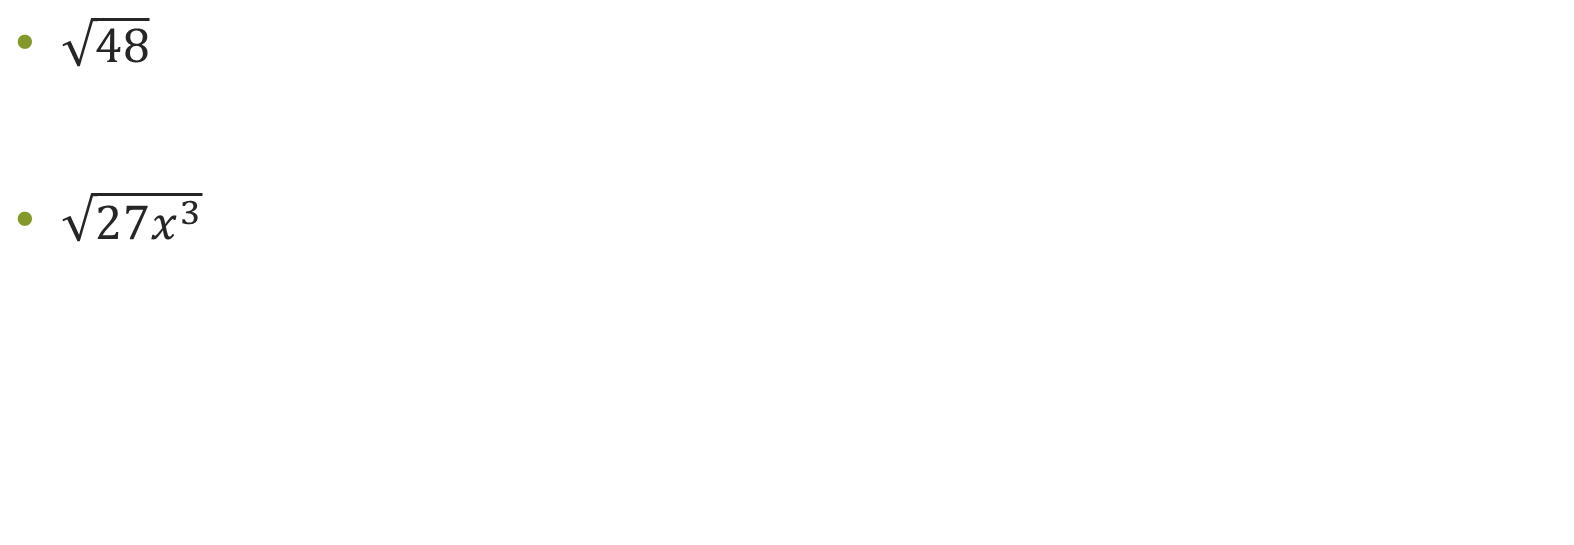 • √48
• √27x³